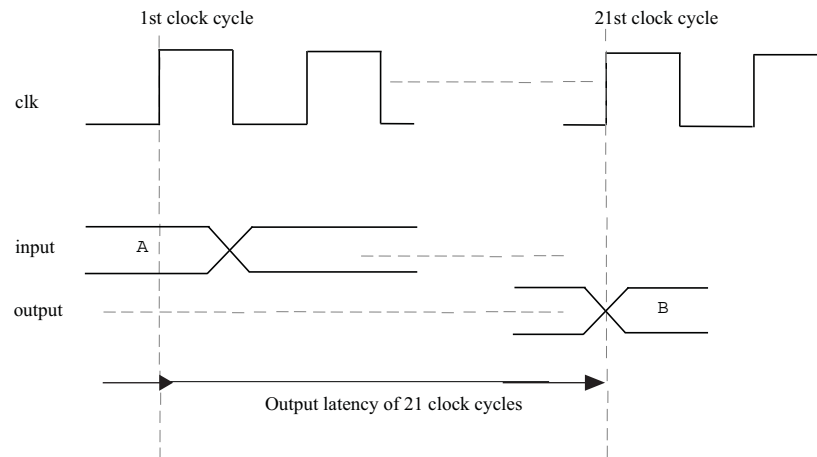 1st clock cycle
21st clock cycle
clk
input
A
output
B
Output latency of 21 clock cycles